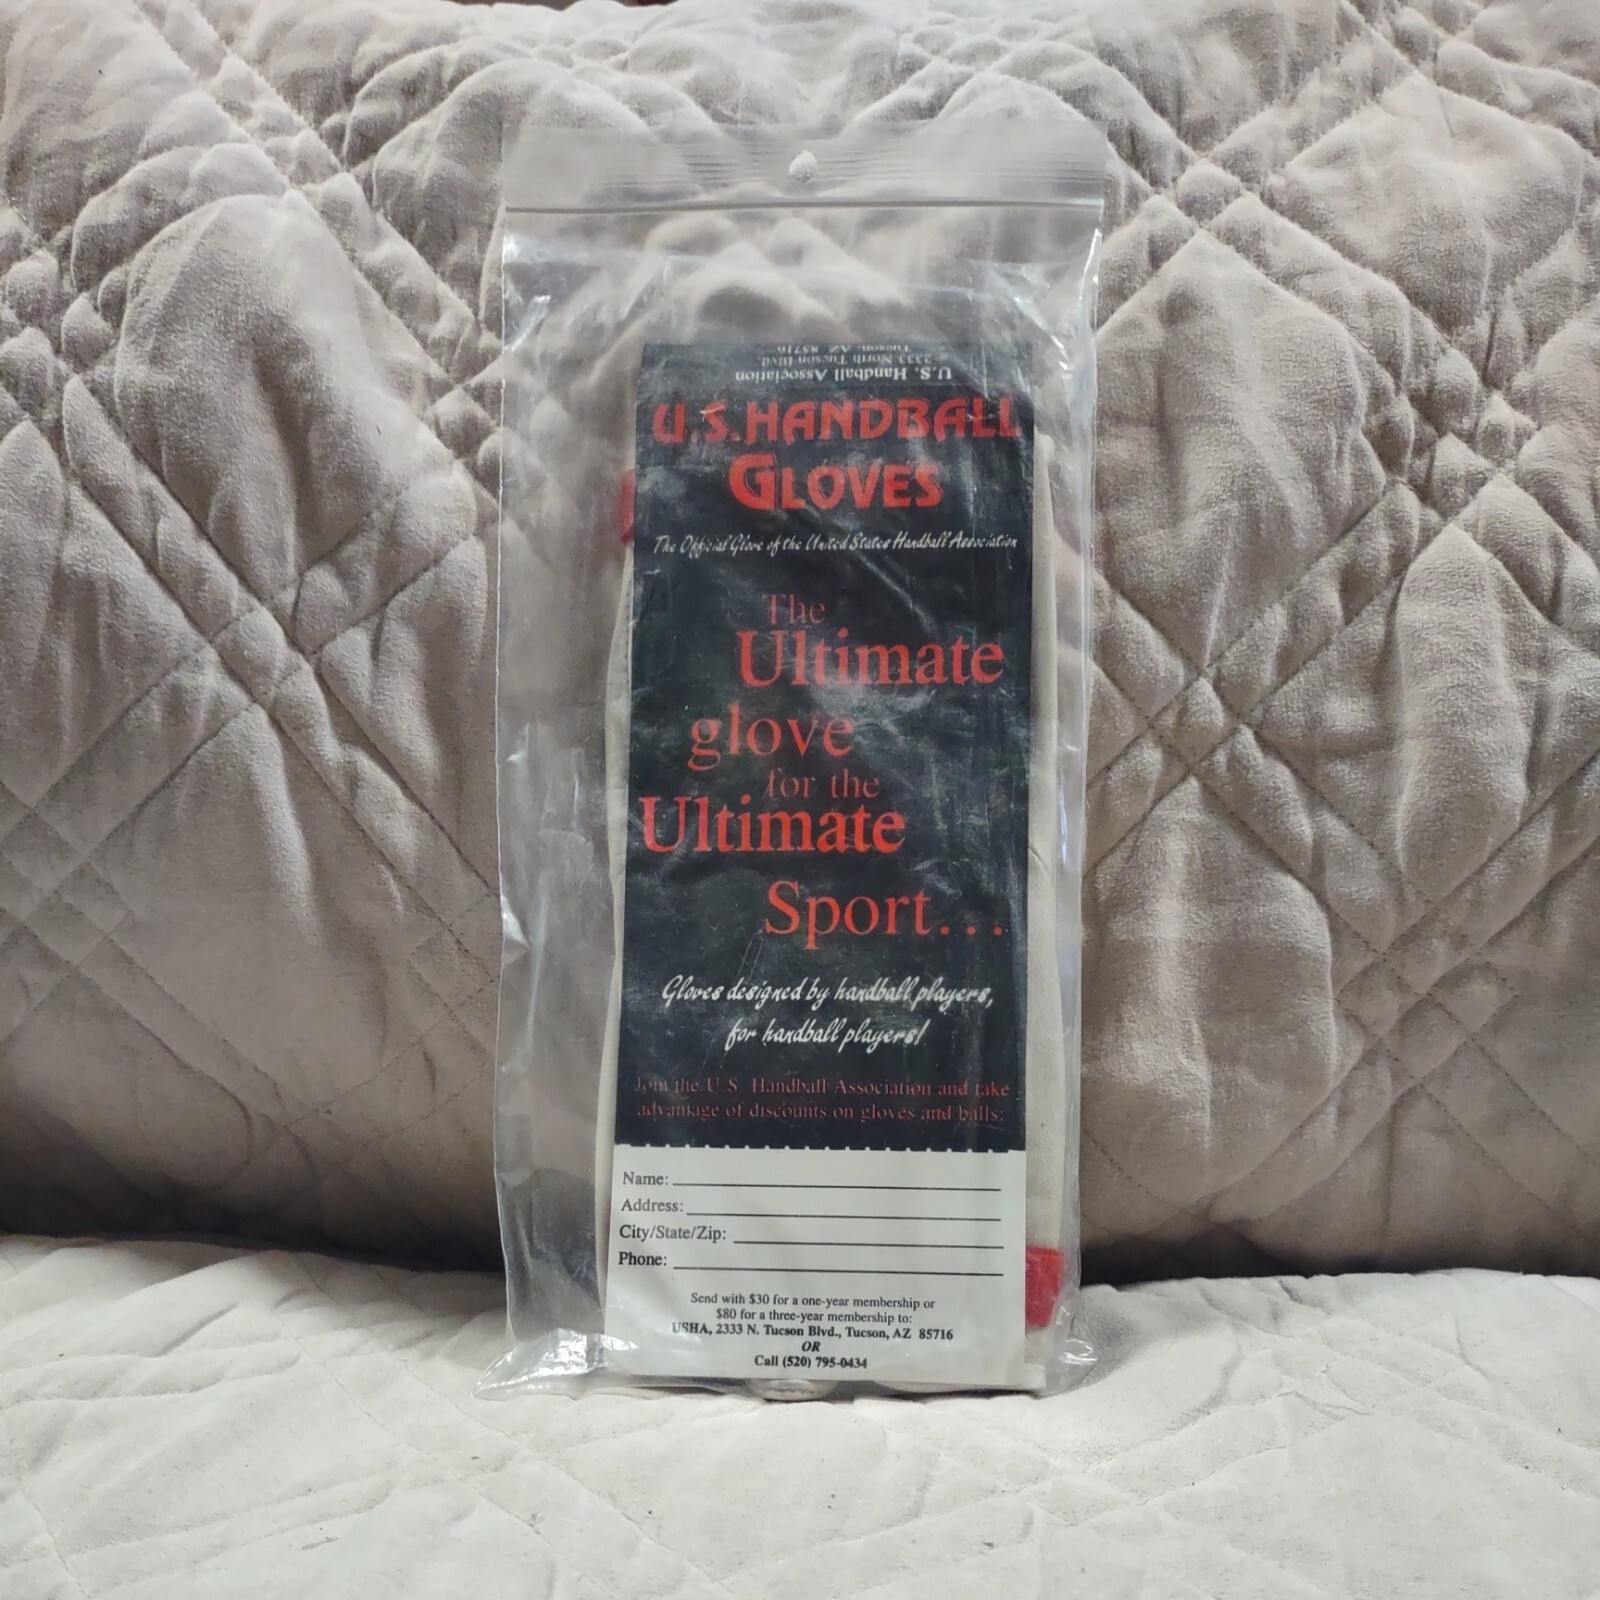 Tucson, AZ 85716
2333 North Tucson Blvd
U.S. Handball Association
U.S. HANDBALL
GLOVES
The Official Glove of the United States Handball Association
The
Ultimate
glove
for the
Ultimate
Sport...
Gloves designed by handball players,
for handball players!
Join the U.S. Handball Association and take
advantage of discounts on gloves and balls:
Name:
Address:
City/State/Zip:
Phone:
Send with $30 for a one-year membership or
$80 for a three-year membership to:
USHA, 2333 N. Tucson Blvd., Tucson, AZ 85716
OR
Call (520) 795-0434